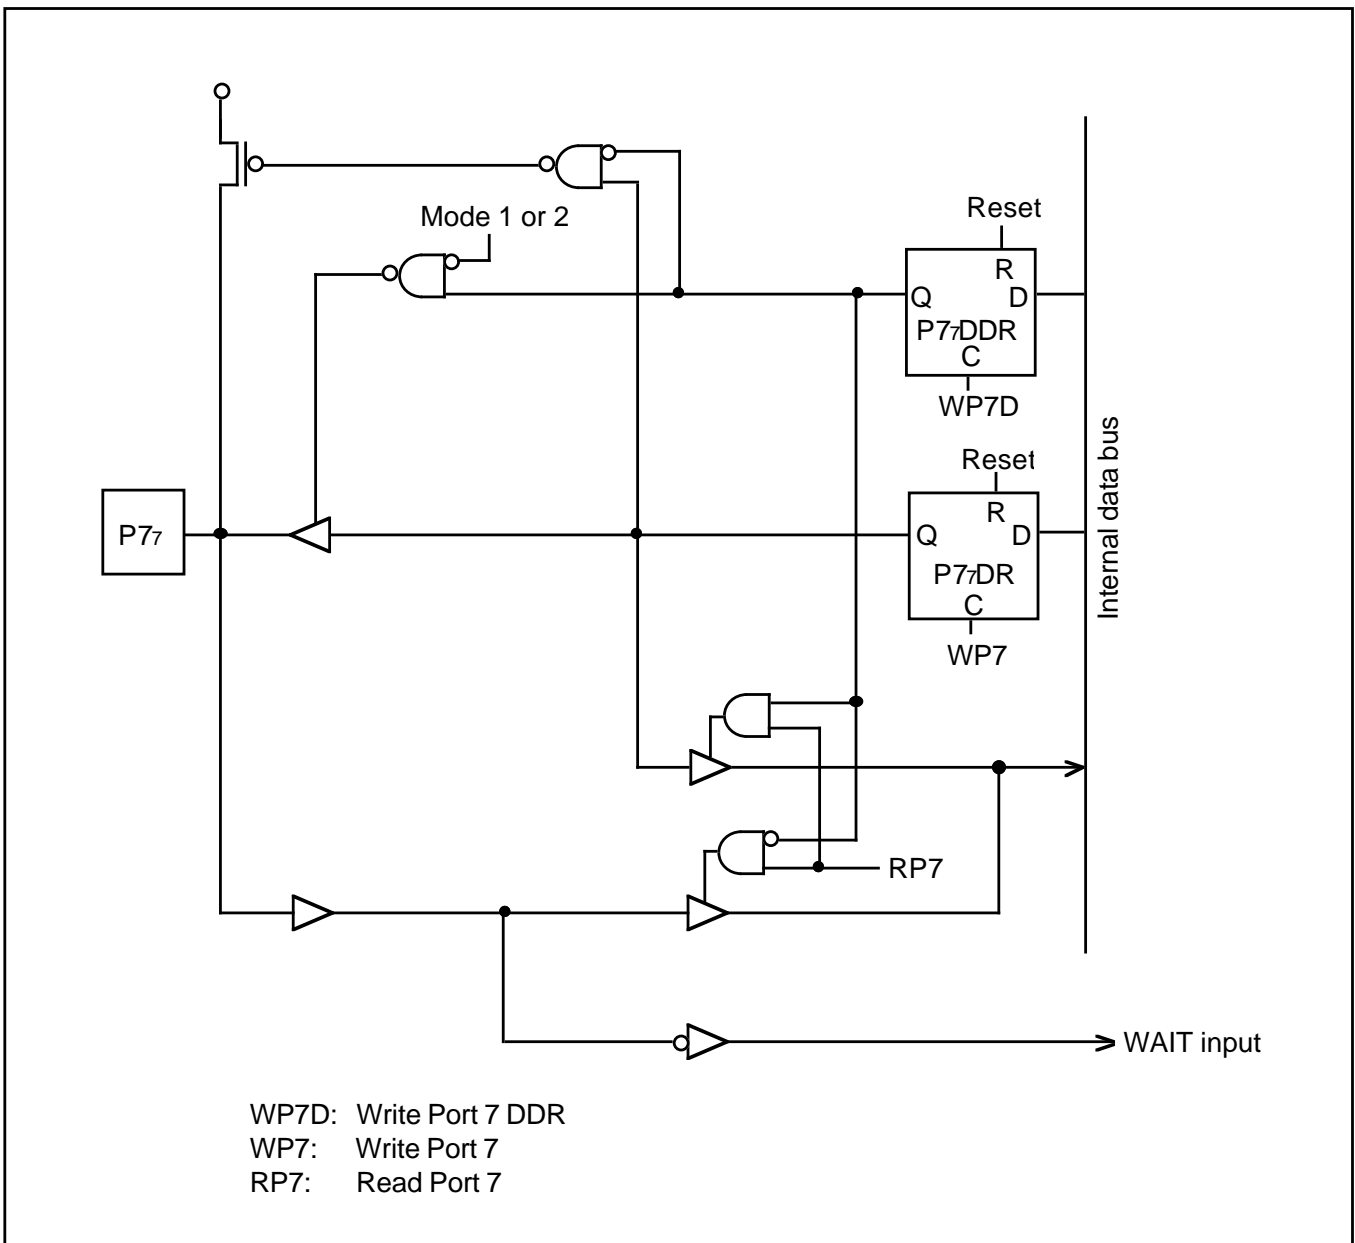 Mode 1 or 2
Reset
R
Q
D
P77DDR
C
WP7D
Reset
R
P77
Q
D
P77DR
C
WP7
Internal data bus
RP7
WAIT input
WP7D: Write Port 7 DDR
WP7: Write Port 7
RP7: Read Port 7